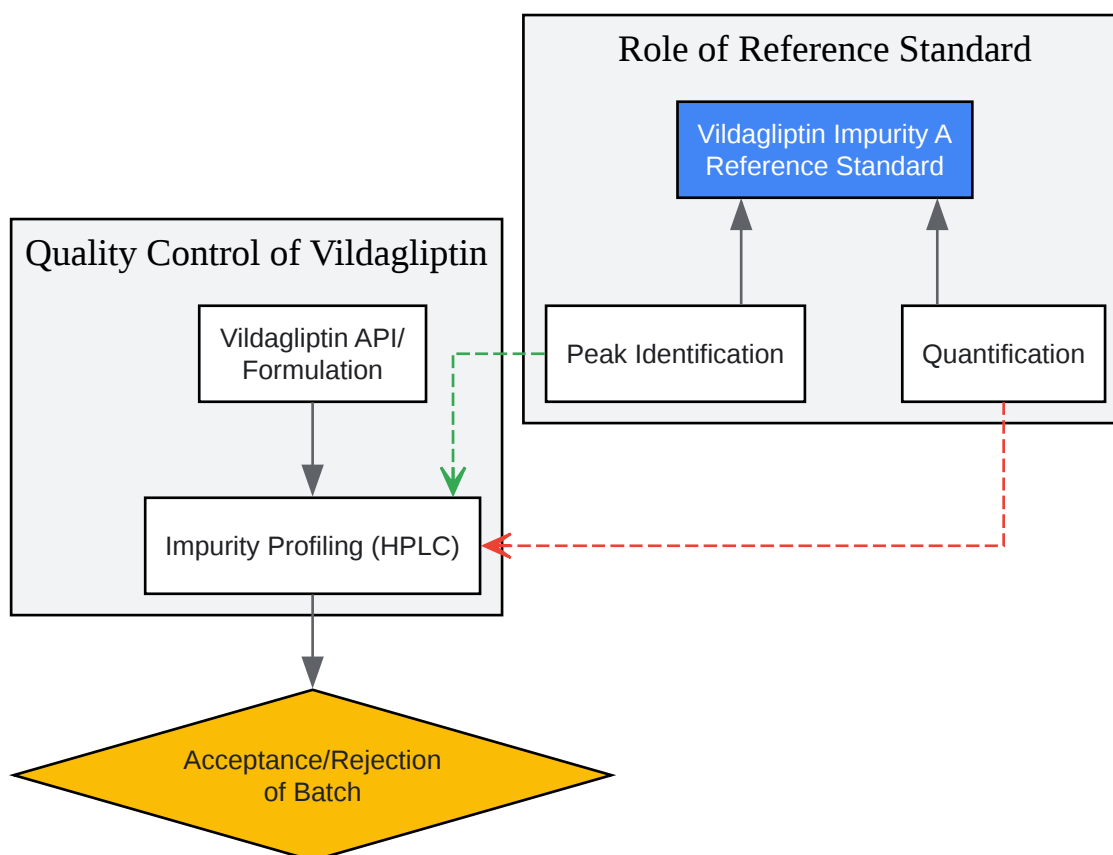 Role of Reference Standard
Vildagliptin Impurity A
Reference Standard
Quality Control of Vildagliptin
Vildagliptin API/
Formulation
Peak Identification
Quantification
Impurity Profiling (HPLC)
Acceptance/Rejection
of Batch